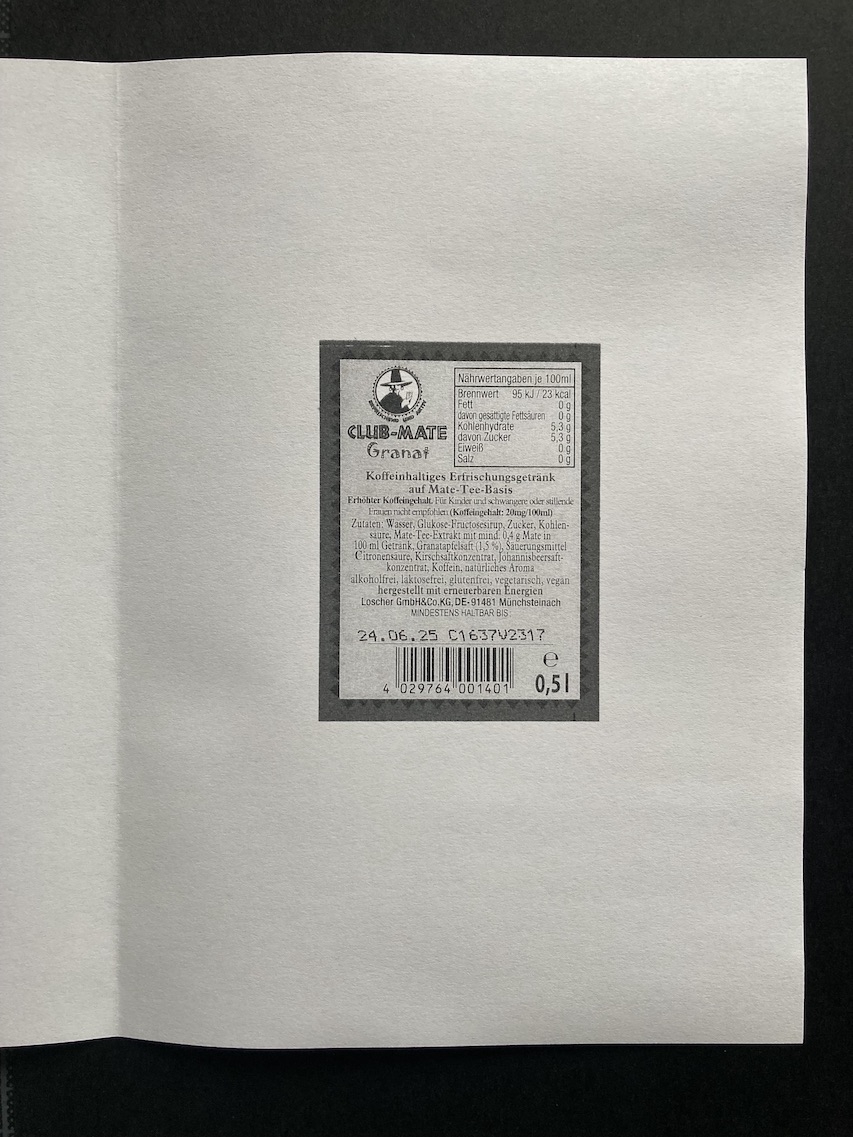 CLUB-MATE
Granat
Nährwertangaben je 100ml
Brennwert 95 kJ / 23 kcal
Fett 0 g
davon gesättigte Fettsäuren 0 g
Kohlenhydrate 5,3 g
davon Zucker 5,3 g
Eiweiß 0 g
Salz 0 g
Koffeinhaltiges Erfrischungsgetränk
auf Mate-Tee-Basis
Erhöhter Koffeingehalt. Für Kinder und schwangere oder stillende
Frauen nicht empfohlen (Koffeingehalt: 20mg/100ml)
Zutaten: Wasser, Glukose-Fructosesirup, Zucker, Kohlen-
säure, Mate-Tee-Extrakt mit mind. 0,4 g Mate in
100 ml Getränk, Granatapfelsaft (1,5 %), Säuerungsmittel
Citronensäure, Kirschsaftkonzentrat, Johannisbeersaft-
konzentrat, Koffein, natürliches Aroma
alkoholfrei, laktosefrei, glutenfrei, vegetarisch, vegan
hergestellt mit erneuerbaren Energien
Loscher GmbH&Co.KG, DE-91481 Münchsteinach
MINDESTENS HALTBAR BIS
24.06.25 C1637V2317
4 029764 001401
e
0,5 l